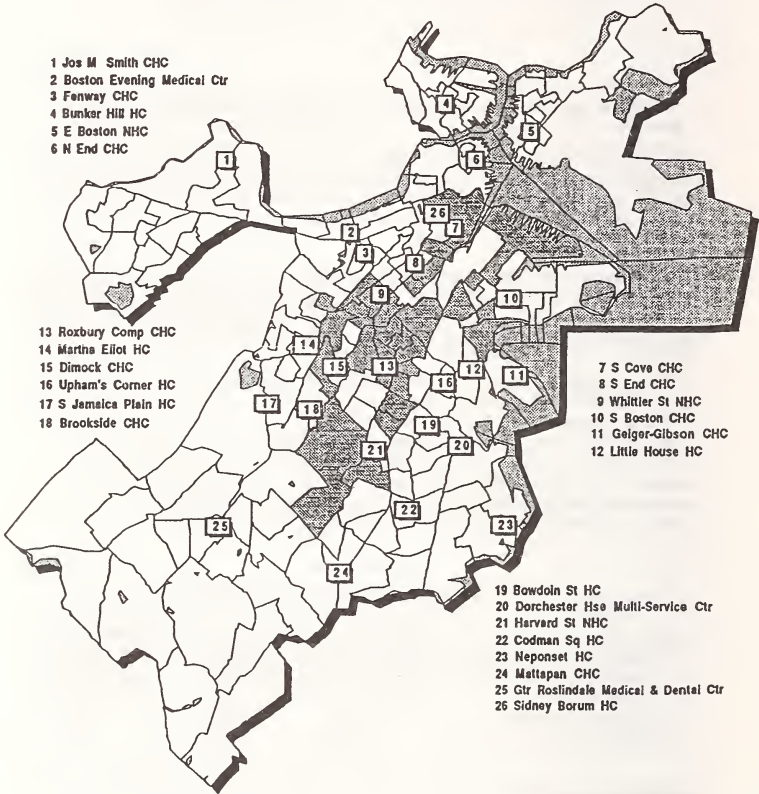 1 Jos M Smith CHC
2 Boston Evening Medical Ctr
3 Fenway CHC
4 Bunker Hill HC
5 E Boston NHC
6 N End CHC
4
5
1
6
26
7
2
3
8
9
10
13 Roxbury Comp CHC
14 Martha Eliot HC
15 Dimock CHC
16 Upham's Corner HC
17 S Jamaica Plain HC
18 Brookside CHC
14
15
13
12
11
16
17
18
19
20
21
7 S Cove CHC
8 S End CHC
9 Whittier St NHC
10 S Boston CHC
11 Geiger-Gibson CHC
12 Little House HC
22
23
25
24
19 Bowdoin St HC
20 Dorchester Hse Multi-Service Ctr
21 Harvard St NHC
22 Codman Sq HC
23 Neponset HC
24 Mattapan CHC
25 Gtr Roslindale Medical & Dental Ctr
26 Sidney Borum HC